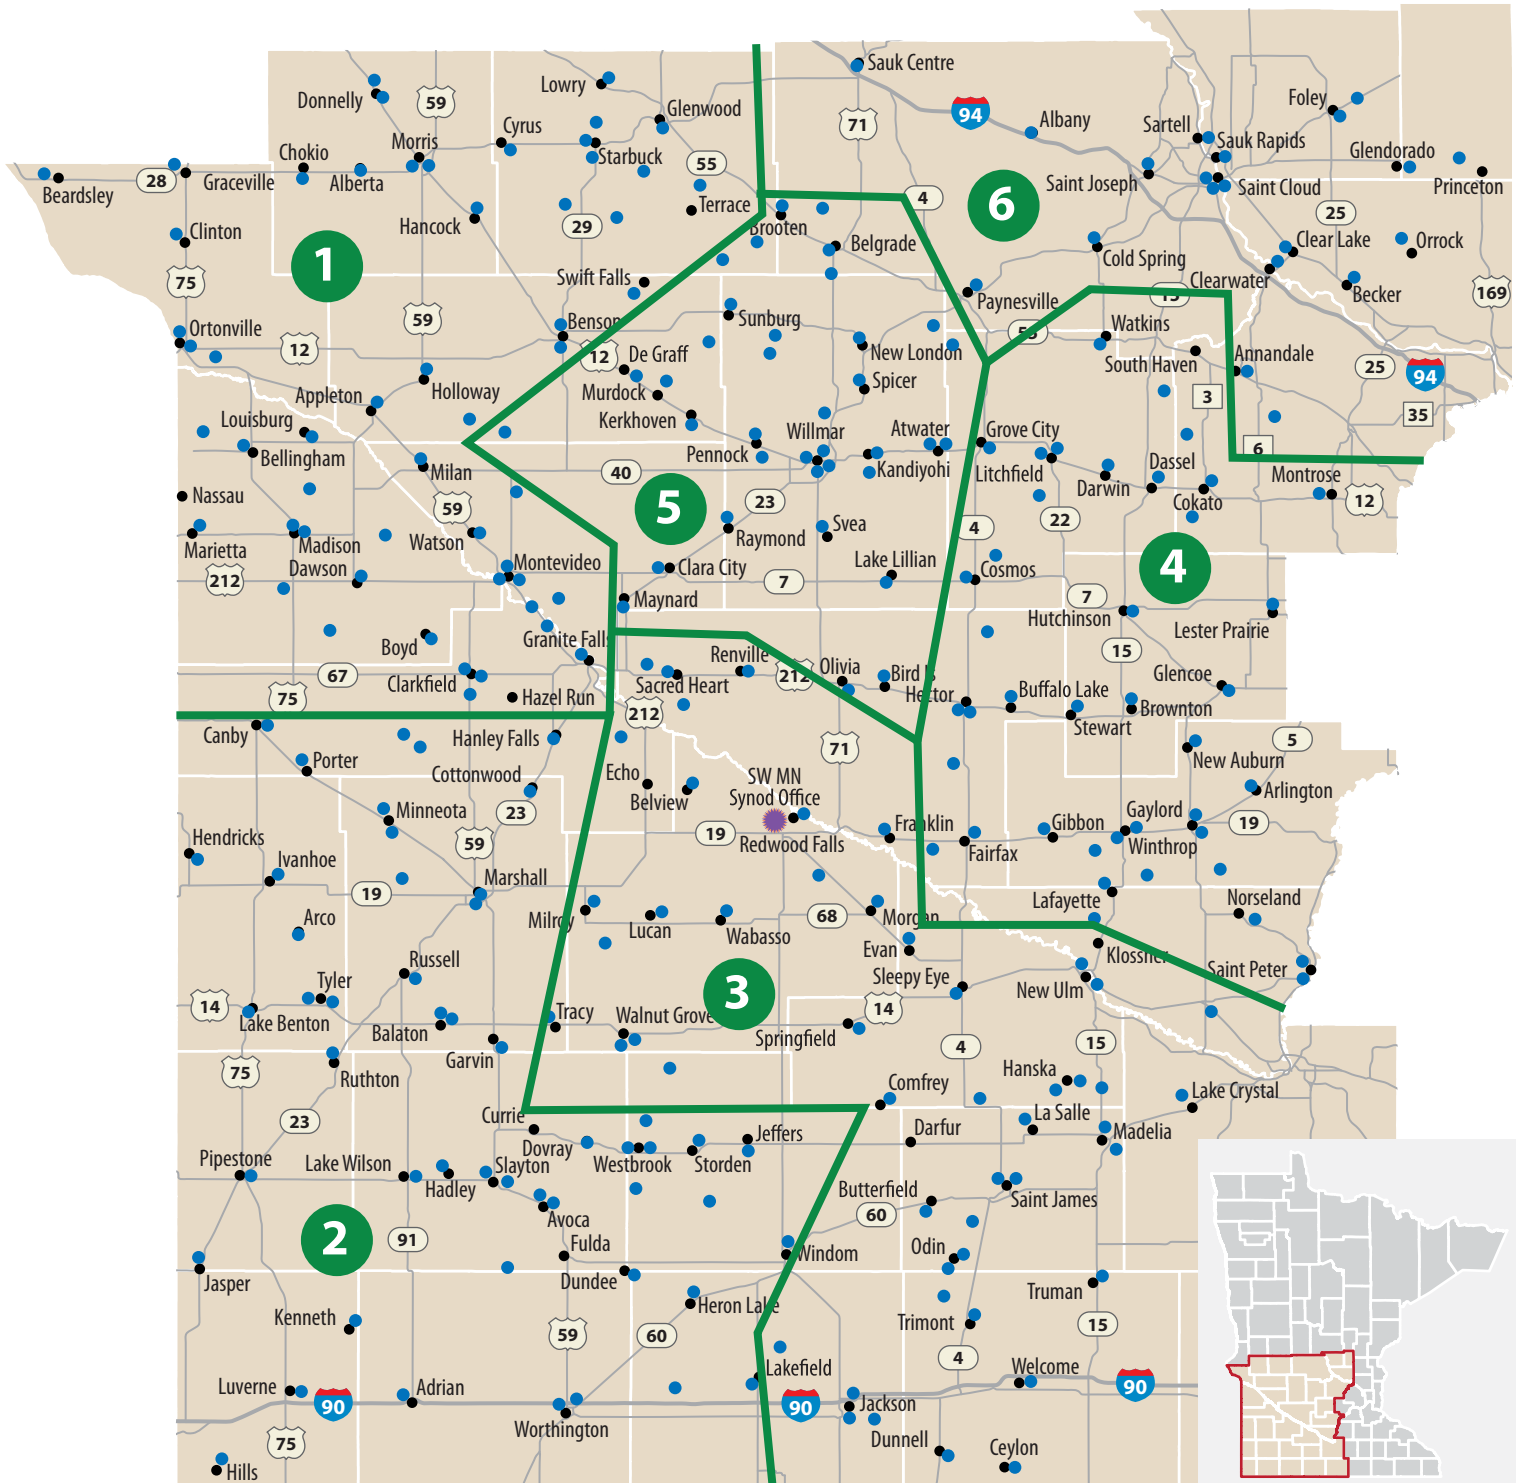 Sauk Centre
Donnelly
59
Lowry
Glenwood
71
94
Albany
Foley
Cyrus
Sartell
Sauk Rapids
Morris
Chokio
Starbuck
55
Glendorado
Beardsley
28
Graceville
Alberta
Saint Joseph
Saint Cloud
Princeton
Terrace
4
6
25
Hancock
29
Brooten
Clinton
1
Belgrade
Clear Lake
Orrock
Cold Spring
75
Swift Falls
Clearwater
Becker
169
Paynesville
15
59
Benson
Sunburg
Watkins
Ortonville
12
12
55
De Graff
New London
South Haven
Annandale
25
94
Appleton
Holloway
Murdock
Spicer
3
35
Louisburg
Kerkhoven
Willmar
Atwater
Grove City
6
Bellingham
Milan
Pennock
Kandiyohi
Litchfield
Dassel
Montrose
40
Darwin
Nassau
59
5
23
Cokato
12
22
Marietta
Madison
Watson
Raymond
Svea
4
212
Dawson
Montevideo
Clara City
7
Lake Lillian
Cosmos
4
Maynard
7
Hutchinson
Lester Prairie
Boyd
Granite Falls
15
67
Clarkfield
Sacred Heart
Renville
212
Olivia
Bird Is
Glencoe
75
Hazel Run
212
Hector
Buffalo Lake
Brownton
Stewart
Canby
Hanley Falls
71
5
Porter
Cottonwood
Echo
SW MN
New Auburn
Belview
Synod Office
Arlington
Minneota
23
Gaylord
19
Franklin
Gibbon
19
Hendricks
59
Redwood Falls
Fairfax
Winthrop
Ivanhoe
Marshall
19
Lafayette
Norseland
Arco
Milroy
Lucan
Wabasso
68
Morgan
Evan
Klossner
Russell
Sleepy Eye
New Ulm
Saint Peter
Tyler
3
14
Lake Benton
Balaton
Tracy
Walnut Grove
14
Garvin
Springfield
4
15
75
Ruthton
Hanska
Comfrey
Lake Crystal
23
Currie
La Salle
Jeffers
Darfur
Madelia
Pipestone
Dovray
Lake Wilson
Slayton
Westbrook
Storden
Hadley
Butterfield
Saint James
Avoca
60
2
91
Fulda
Odin
Windom
Jasper
Dundee
Truman
Heron Lake
Kenneth
Trimont
59
60
15
4
Lakefield
Welcome
Luverne
90
Adrian
90
Jackson
90
Worthington
75
Dunnell
Ceylon
Hills